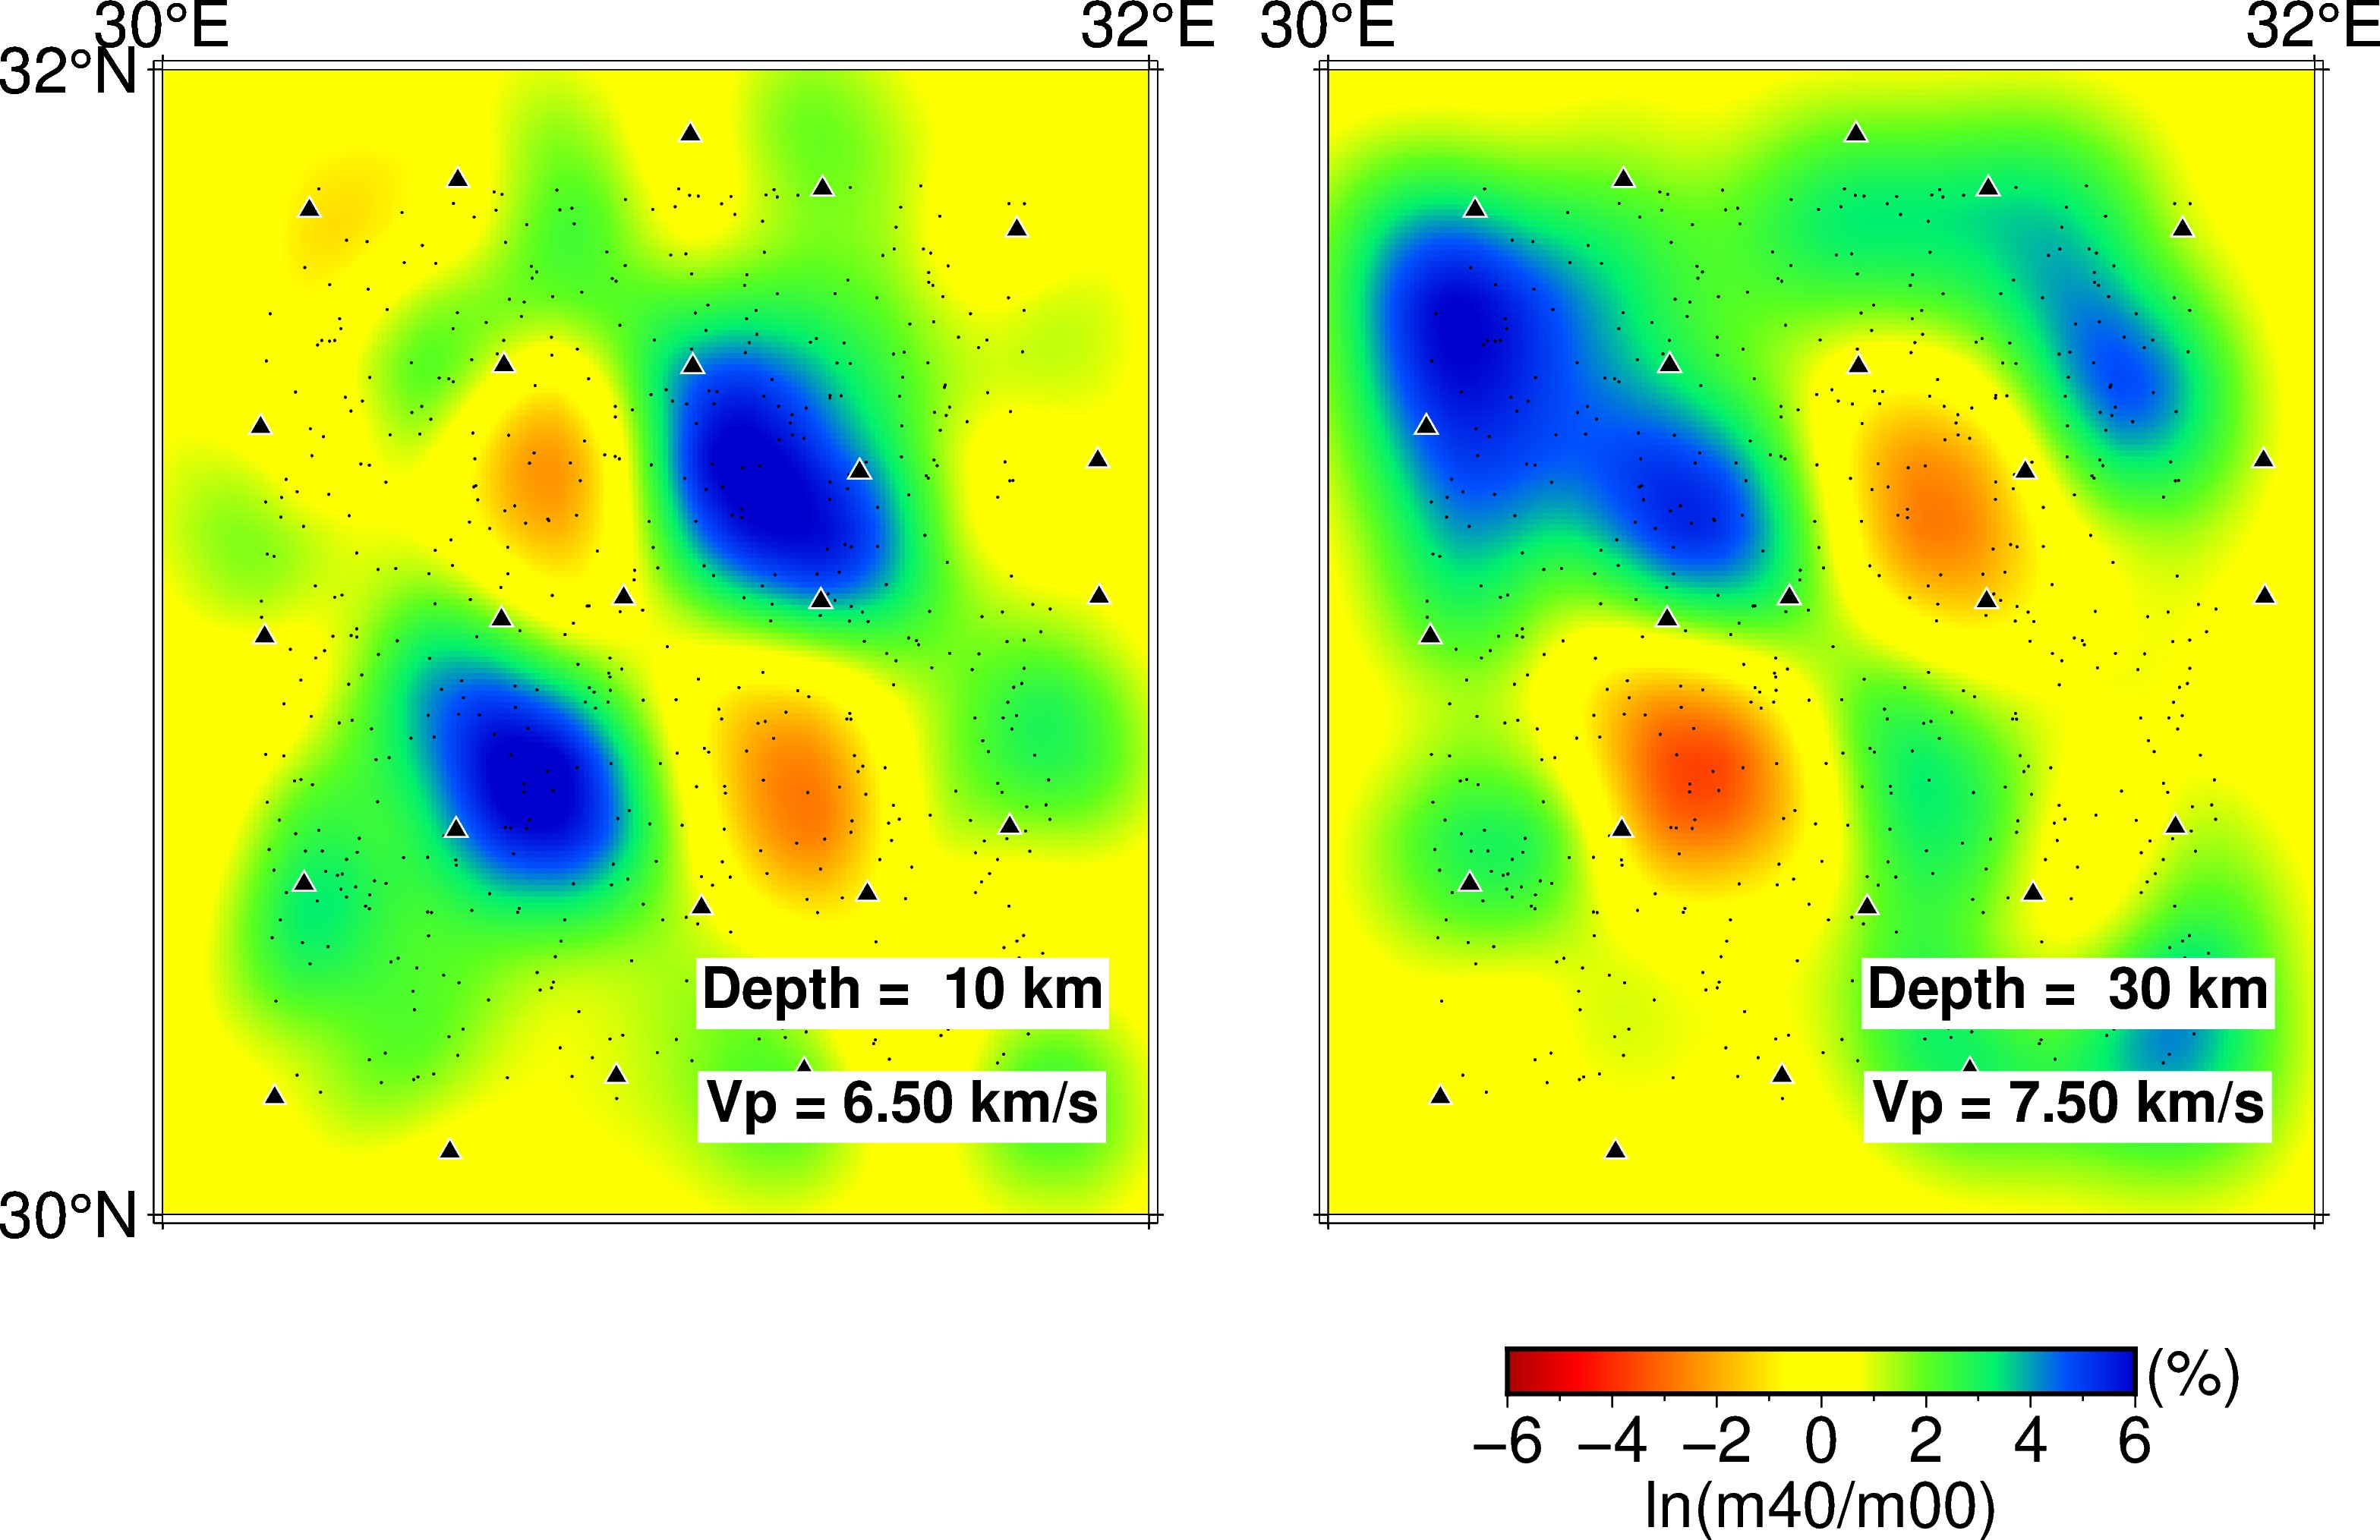 30°E 32°E 30°E 32°E
32°N
Depth = 10 km Depth = 30 km
Vp = 6.50 km/s Vp = 7.50 km/s
30°N
(%)
−6 −4 −2 0 2 4 6
ln(m40/m00)